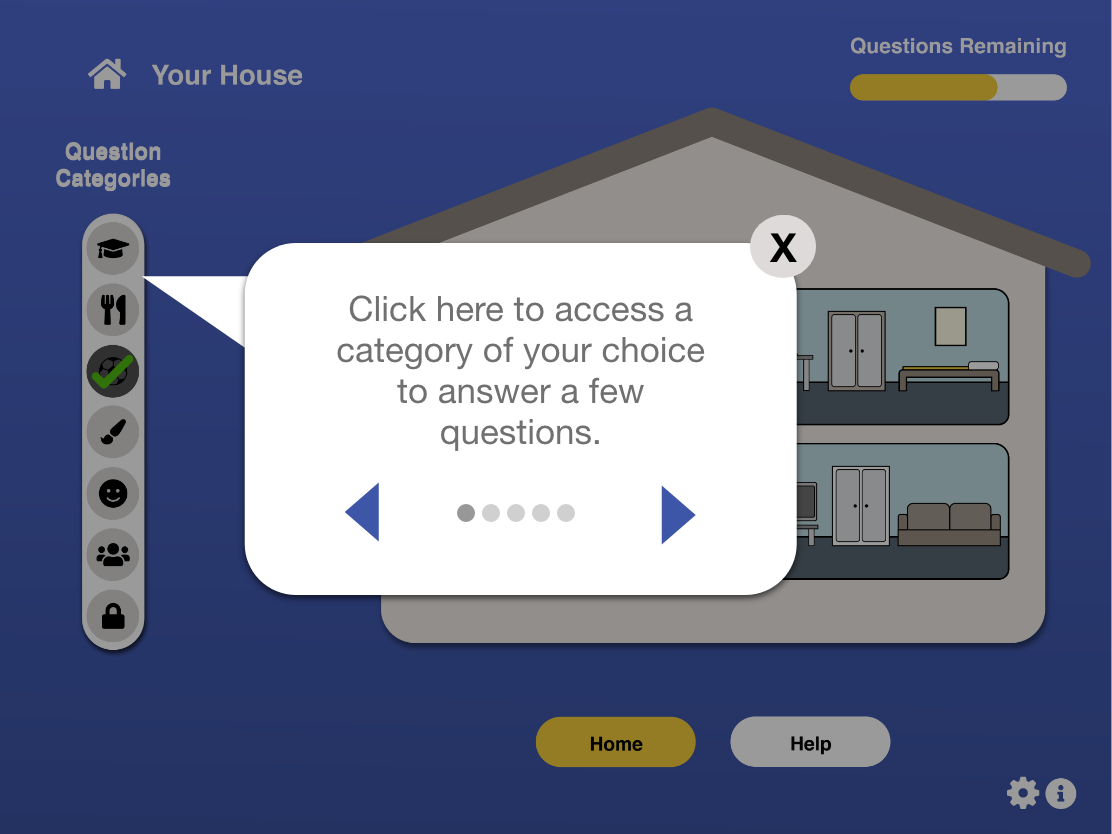 Your House
Questions Remaining
Question
Categories
X
Click here to access a
category of your choice
to answer a few
questions.
Home
Help